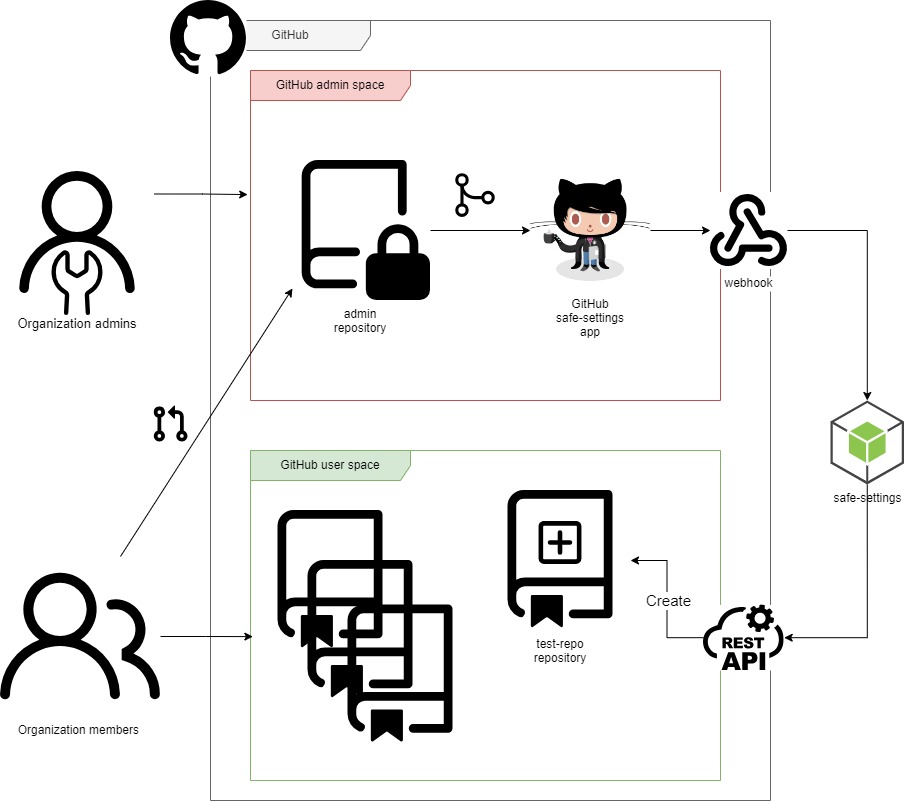 GitHub
GitHub admin space
Organization admins
admin
repository
GitHub
safe-settings
app
webhook
GitHub user space
safe-settings
Create
test-repo
repository
REST
API
Organization members